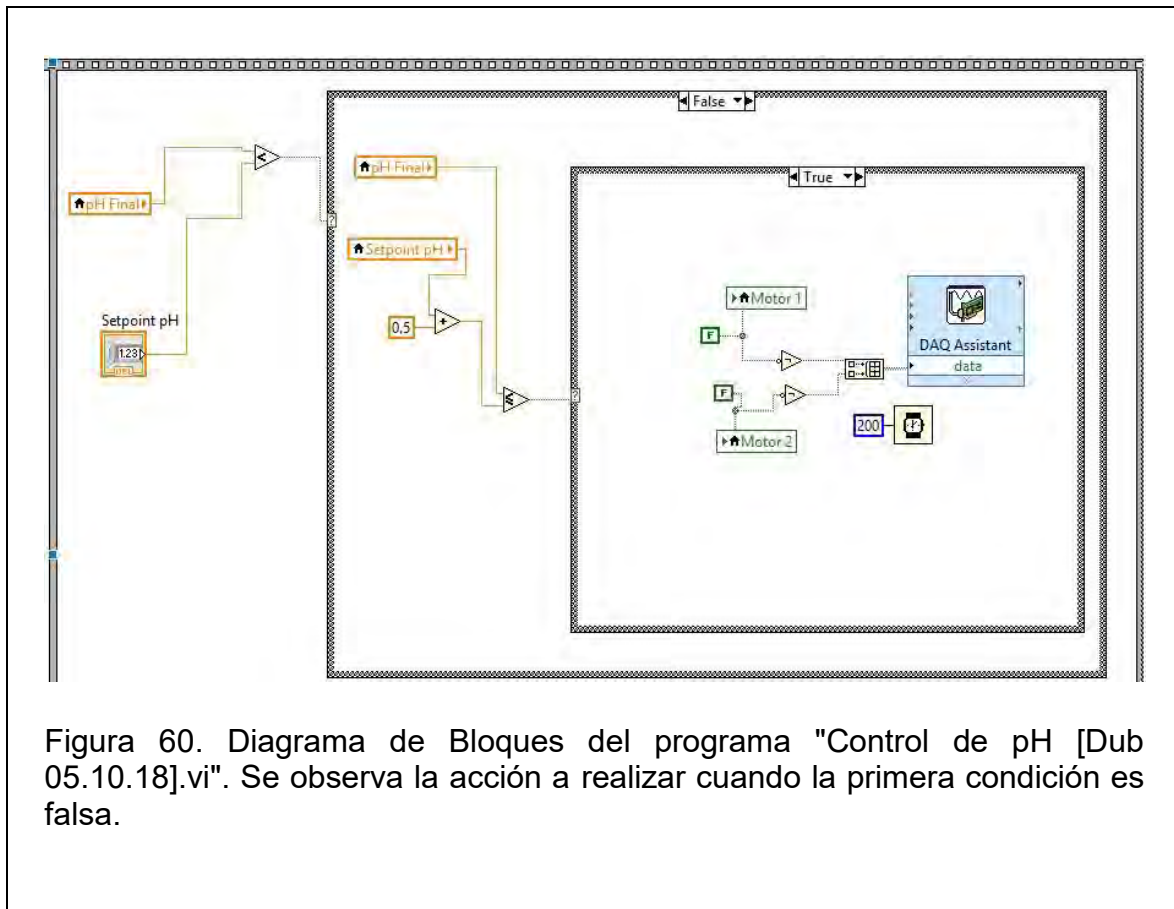 False
pH Final
pH Final
True
Setpoint pH
Motor 1
Setpoint pH
0,5
F
DAQ Assistant
data
1.23
F
200
Motor 2
Figura 60. Diagrama de Bloques del programa "Control de pH [Dub
05.10.18].vi". Se observa la acción a realizar cuando la primera condición es
falsa.